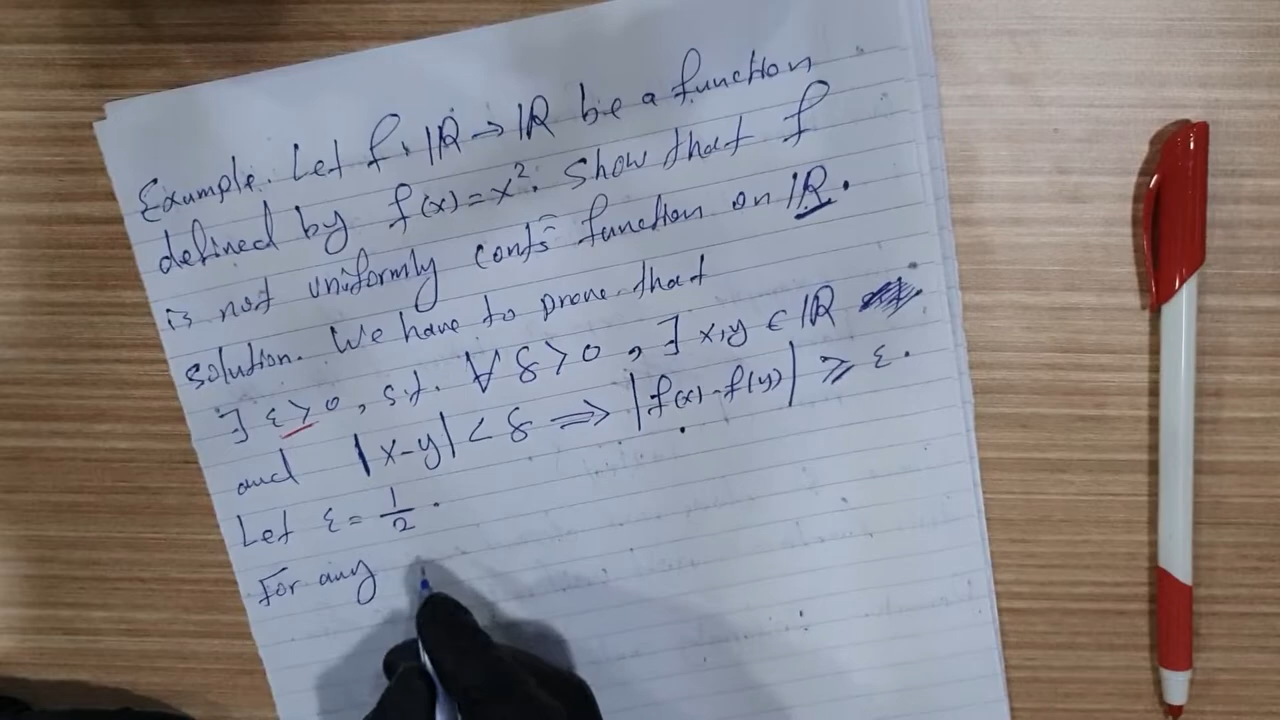 Example. Let f: ℝ → ℝ be a function
defined by f(x) = x². Show that f
is not uniformly conts function on ℝ.
solution. We have to prove that
∃ ε > 0, s.t. ∀ δ > 0, ∃ x,y ∈ ℝ
and |x-y| < δ ⟹ |f(x)-f(y)| ⩾ ε.
Let ε = 1/2.
For any